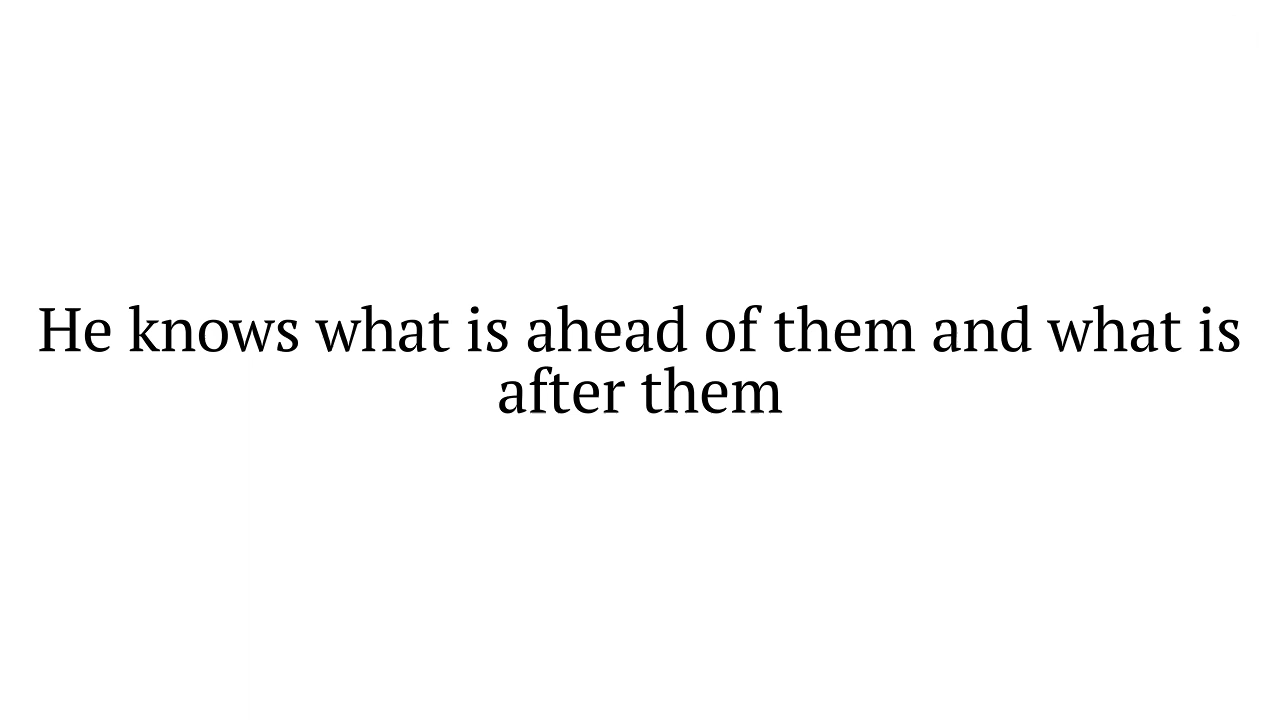 He knows what is ahead of them and what is
after them